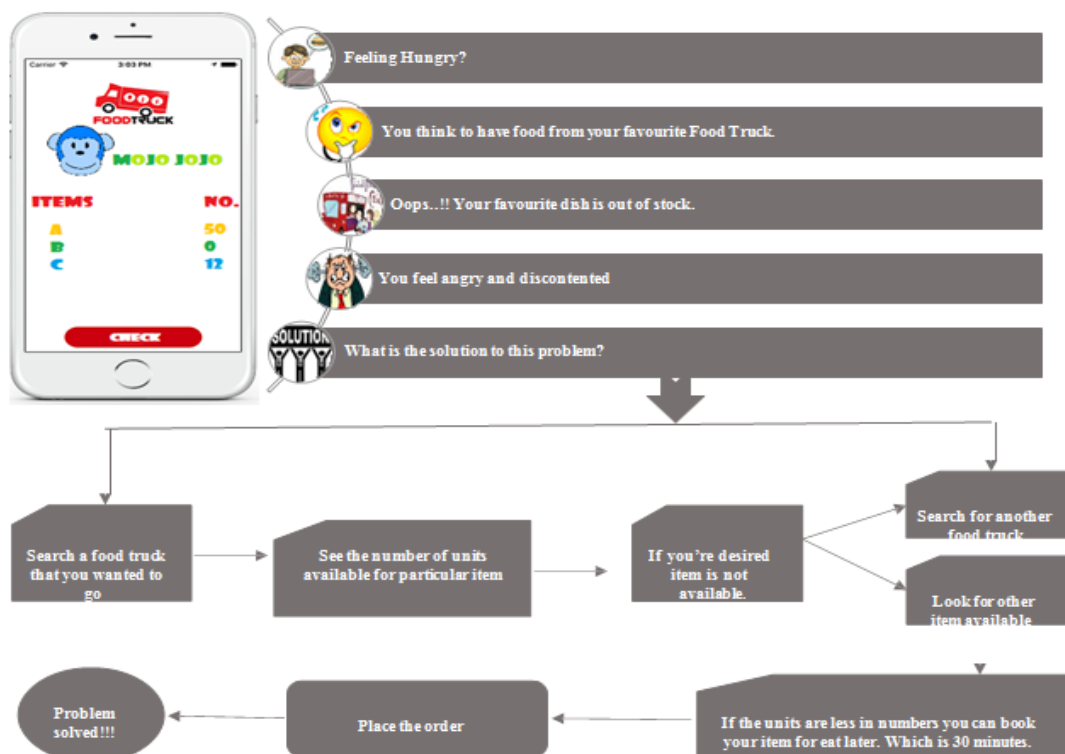 Carrier
3:03 PM
FOODTRUCK
MOJO JOJO
ITEMS NO.
A 50
B 0
C 12
CHECK
Feeling Hungry?
You think to have food from your favourite Food Truck.
Oops..!! Your favourite dish is out of stock.
You feel angry and discontented
SOLUTION
What is the solution to this problem?
Search a food truck
that you wanted to
go
See the number of units
available for particular item
If you're desired
item is not
available.
Search for another
food truck
Look for other
item available
If the units are less in numbers you can book
your item for eat later. Which is 30 minutes.
Place the order
Problem
solved!!!